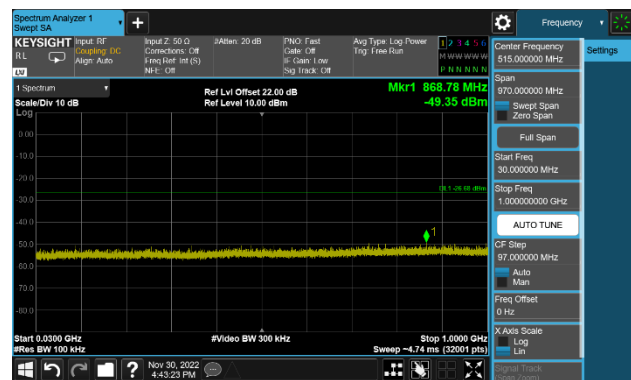 Spectrum Analyzer 1
Swept SA
Frequency
KEYSIGHT
RL
Input: RF
Coupling: DC
Align: Auto
Input Z: 50 Ω
Corrections: Off
Freq Ref: Int (S)
NFE: Off
#Atten: 20 dB
PNO: Fast
Gate: Off
IF Gain: Low
Sig Track: Off
Avg Type: Log-Power
Trig: Free Run
1 2 3 4 5 6
M W W W W W
P N N N N N
LW
1 Spectrum
Scale/Div 10 dB
Log
Ref Lvl Offset 22.00 dB
Ref Level 10.00 dBm
Mkr1 868.78 MHz
-49.35 dBm
0.00
-10.0
-20.0
-30.0
-40.0
-50.0
-60.0
-70.0
-80.0
1
Start 0.0300 GHz
#Res BW 100 kHz
#Video BW 300 kHz
Stop 1.0000 GHz
Sweep ~4.74 ms (32001 pts)
Nov 30, 2022
4:43:23 PM
Center Frequency
515.000000 MHz
Settings
Span
970.000000 MHz
Swept Span
Zero Span
Full Span
Start Freq
30.000000 MHz
Stop Freq
1.000000000 GHz
AUTO TUNE
CF Step
97.000000 MHz
Auto
Man
Freq Offset
0 Hz
X Axis Scale
Log
Lin
Signal Track
(Span Zoom)